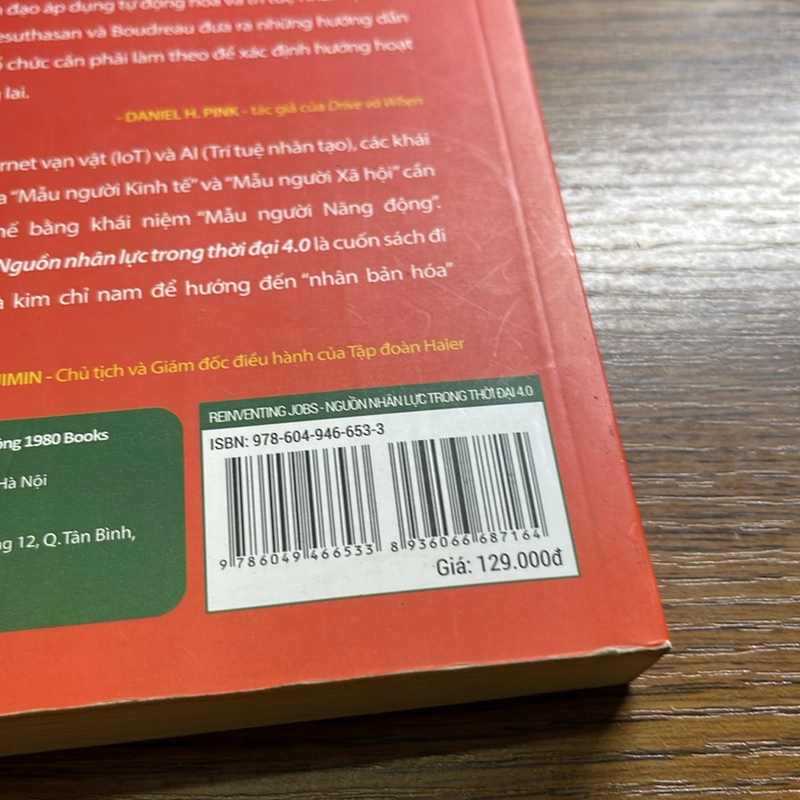 đạo áp dụng tự động hóa và trí tuệ nhân
esuthasan và Boudreau đưa ra những hướng dẫn
ổ chức cần phải làm theo để xác định hướng hoạt
lai.
- DANIEL H. PINK - tác giả của Drive và When
rnet vạn vật (IoT) và AI (Trí tuệ nhân tạo), các khái
a “Mẫu người Kinh tế” và “Mẫu người Xã hội” cần
hế bằng khái niệm “Mẫu người Năng động”.
Nguồn nhân lực trong thời đại 4.0 là cuốn sách đi
à kim chỉ nam để hướng đến “nhân bản hóa”
IMIN - Chủ tịch và Giám đốc điều hành của Tập đoàn Haier
ông 1980 Books
Hà Nội
ng 12, Q.Tân Bình,
REINVENTING JOBS - NGUỒN NHÂN LỰC TRONG THỜI ĐẠI 4.0
ISBN: 978-604-946-653-3
9 786049 466533
8 936066 687164
Giá: 129.000đ